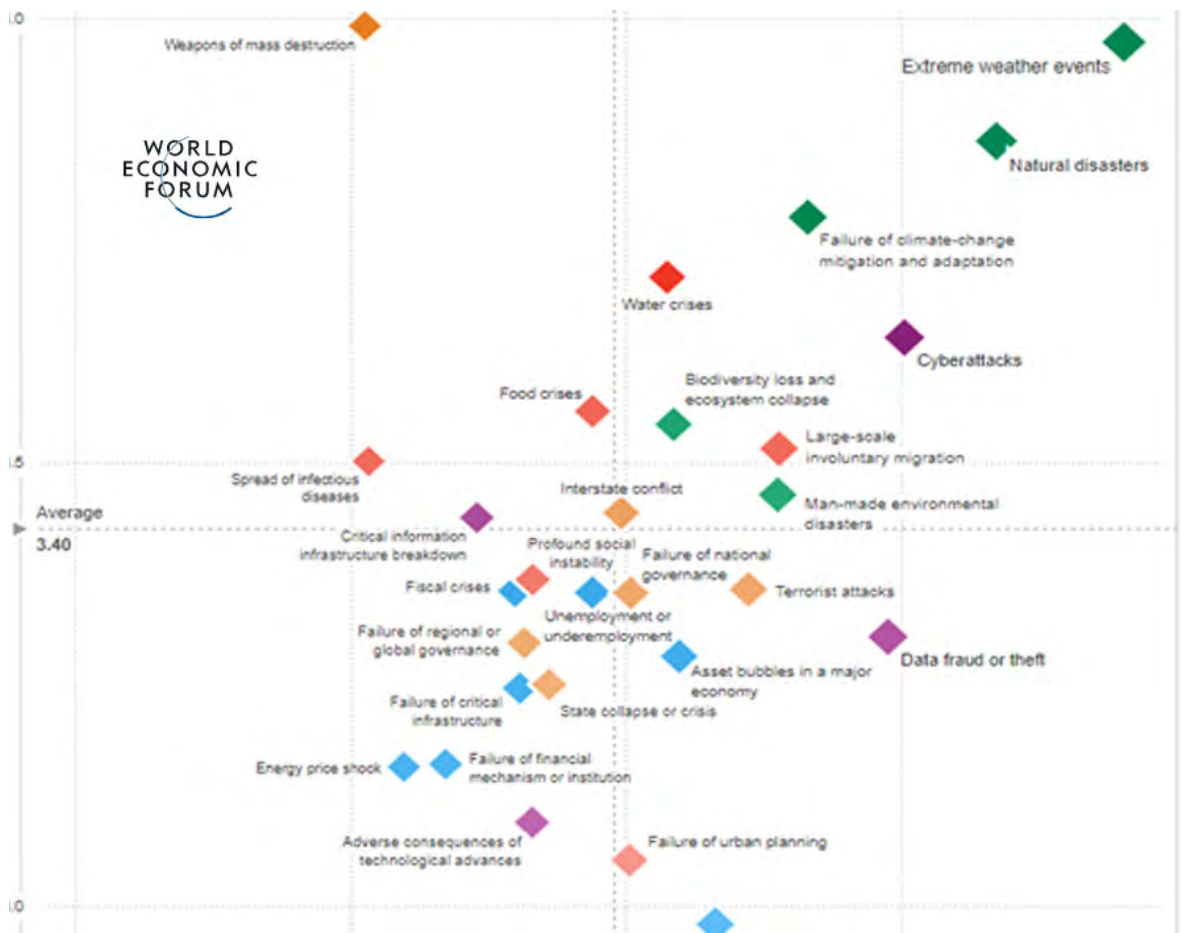 .0
Weapons of mass destruction
Extreme weather events
WORLD
ECONOMIC
FORUM
Natural disasters
Failure of climate-change
mitigation and adaptation
Water crises
Cyberattacks
Biodiversity loss and
ecosystem collapse
Food crises
Large-scale
involuntary migration
.5
Spread of infectious
diseases
Interstate conflict
Man-made environmental
disasters
Average
3.40
Critical information
infrastructure breakdown
Profound social
instability
Failure of national
governance
Fiscal crises
Terrorist attacks
Unemployment or
underemployment
Failure of regional or
global governance
Data fraud or theft
Asset bubbles in a major
economy
Failure of critical
infrastructure
State collapse or crisis
Energy price shock
Failure of financial
mechanism or institution
Adverse consequences of
technological advances
Failure of urban planning
.0